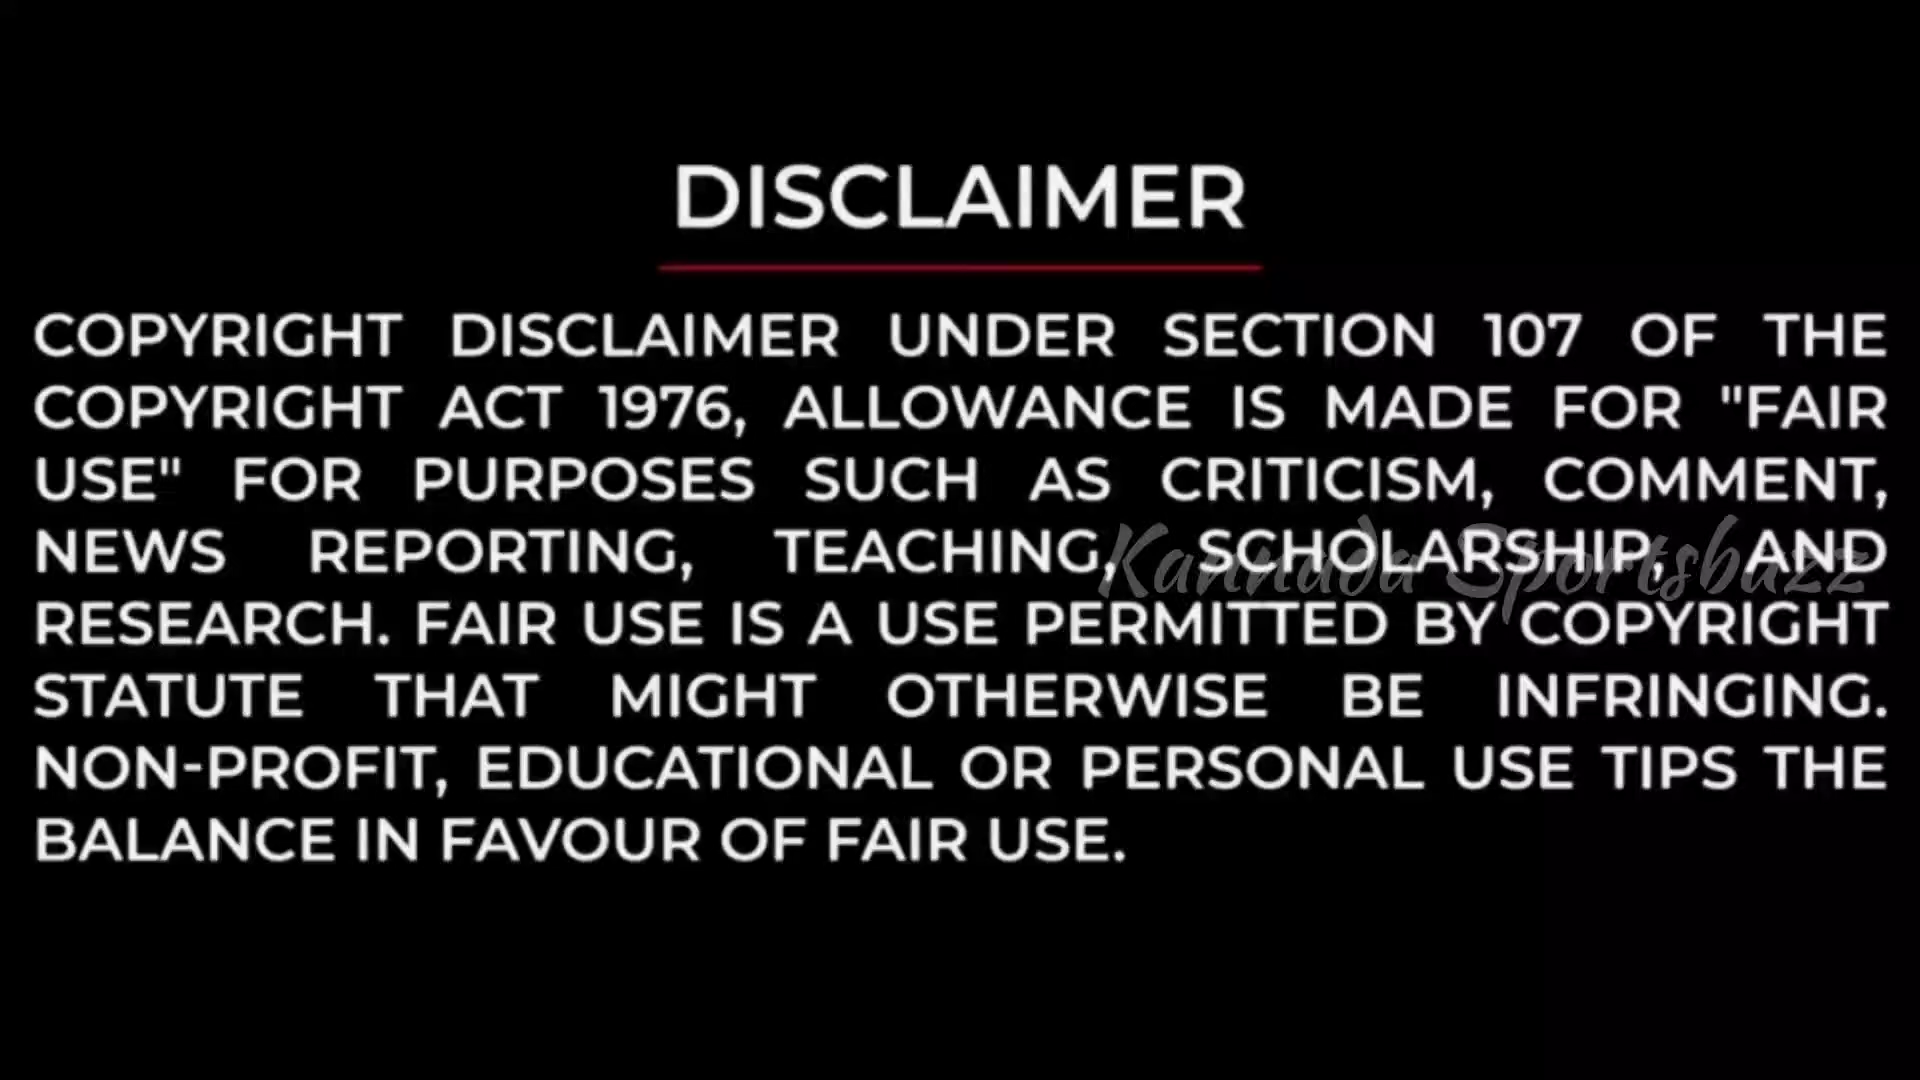 DISCLAIMER
COPYRIGHT DISCLAIMER UNDER SECTION 107 OF THE
COPYRIGHT ACT 1976, ALLOWANCE IS MADE FOR "FAIR
USE" FOR PURPOSES SUCH AS CRITICISM, COMMENT,
NEWS REPORTING, TEACHING, SCHOLARSHIP, AND
Kannada Sportsbuzz
RESEARCH. FAIR USE IS A USE PERMITTED BY COPYRIGHT
STATUTE THAT MIGHT OTHERWISE BE INFRINGING.
NON-PROFIT, EDUCATIONAL OR PERSONAL USE TIPS THE
BALANCE IN FAVOUR OF FAIR USE.